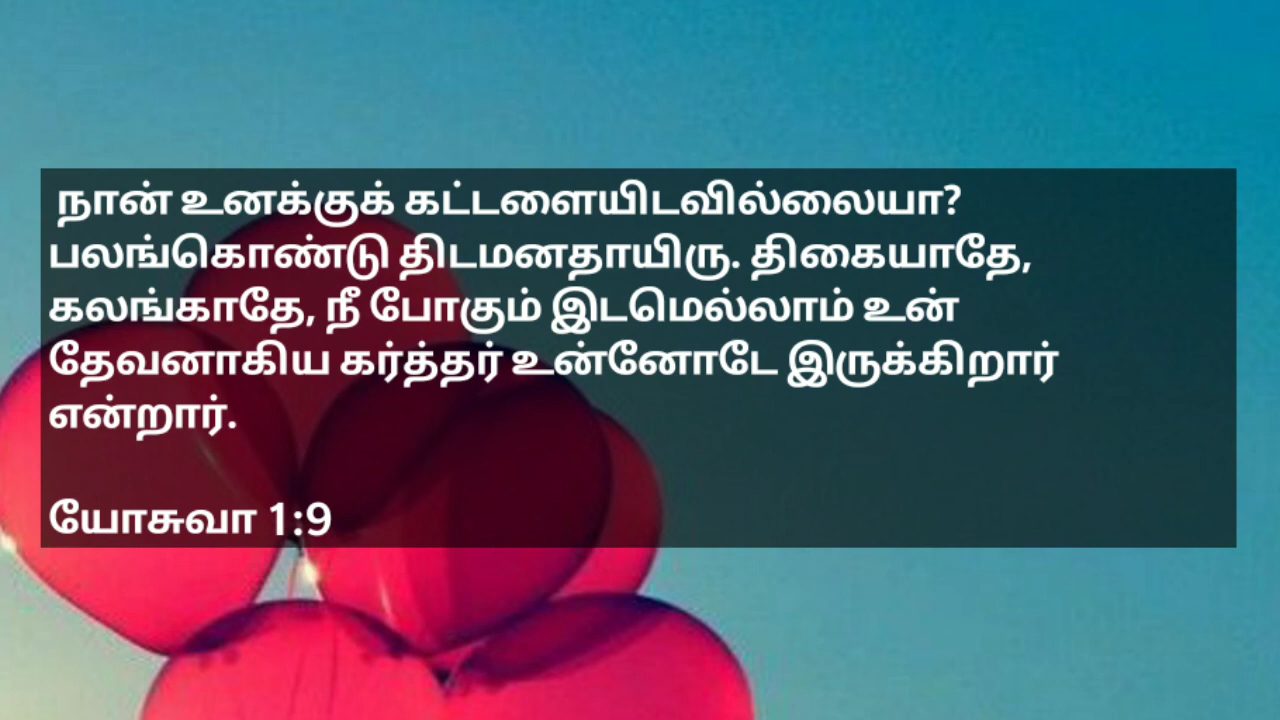 நான் உனக்குக் கட்டளையிடவில்லையா?
பலங்கொண்டு திடமனதாயிரு. திகையாதே,
கலங்காதே, நீ போகும் இடமெல்லாம் உன்
தேவனாகிய கர்த்தர் உன்னோடே இருக்கிறார்
என்றார்.
யோசுவா 1:9